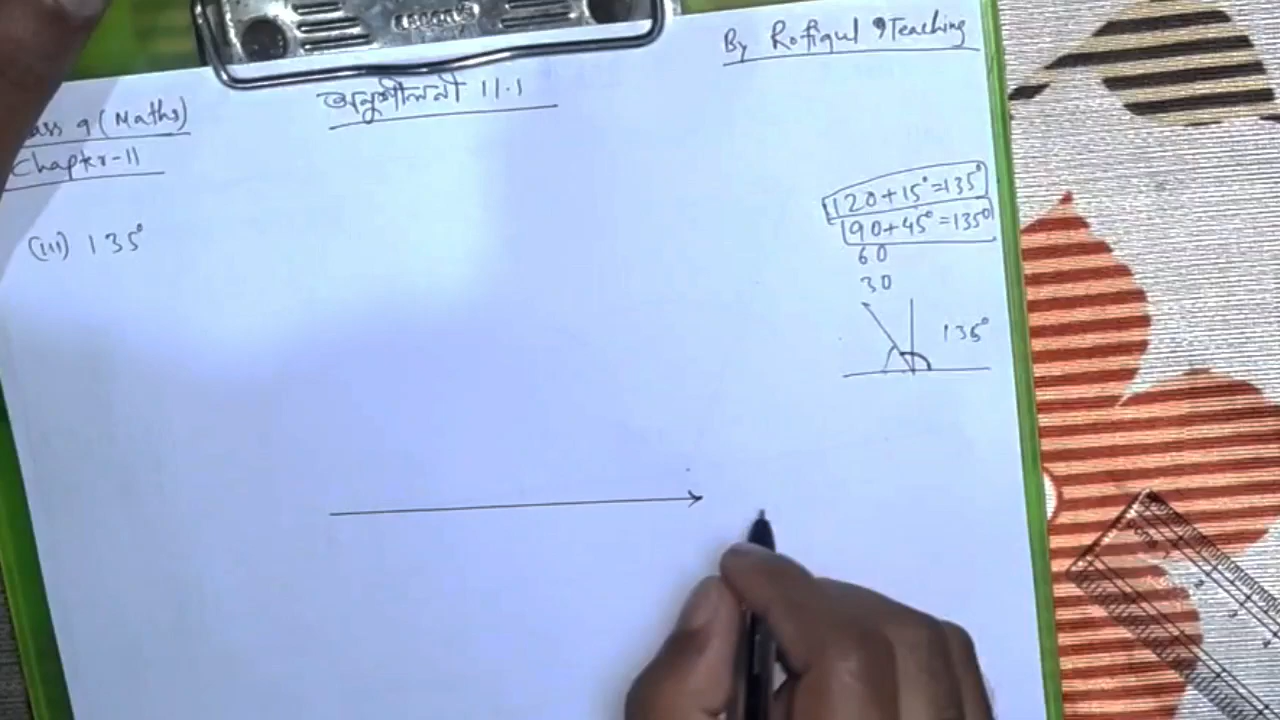 By Rofiqul 9 Teaching
অনুশীলনী 11.1
ass 9 (Maths)
Chapter-11
(iii) 135°
120+15°=135°
90+45°=135°
60
30
135°